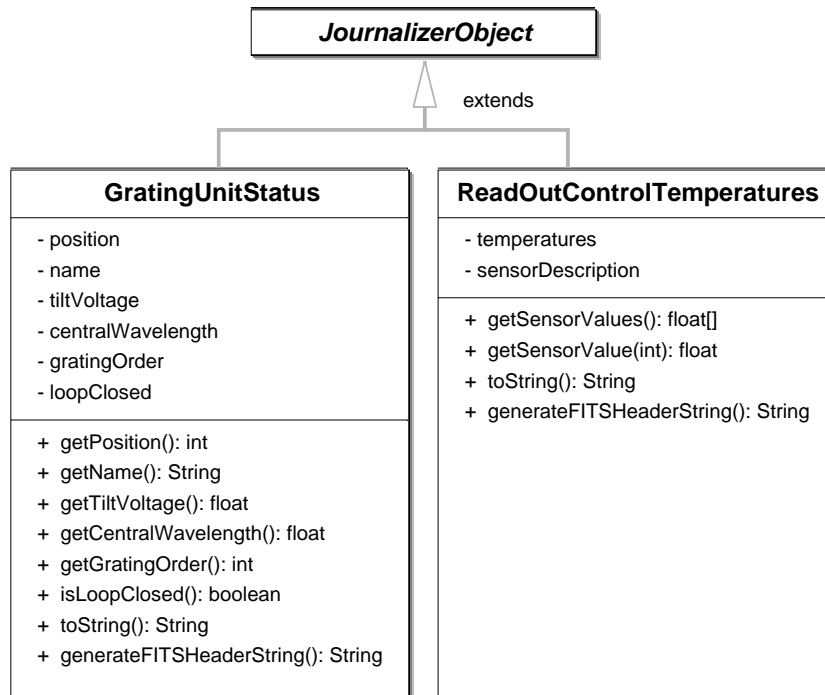 JournalizerObject
extends
GratingUnitStatus
- position
- name
- tiltVoltage
- centralWavelength
- gratingOrder
- loopClosed
+ getPosition(): int
+ getName(): String
+ getTiltVoltage(): float
+ getCentralWavelength(): float
+ getGratingOrder(): int
+ isLoopClosed(): boolean
+ toString(): String
+ generateFITSHeaderString(): String
ReadOutControlTemperatures
- temperatures
- sensorDescription
+ getSensorValues(): float[]
+ getSensorValue(int): float
+ toString(): String
+ generateFITSHeaderString(): String